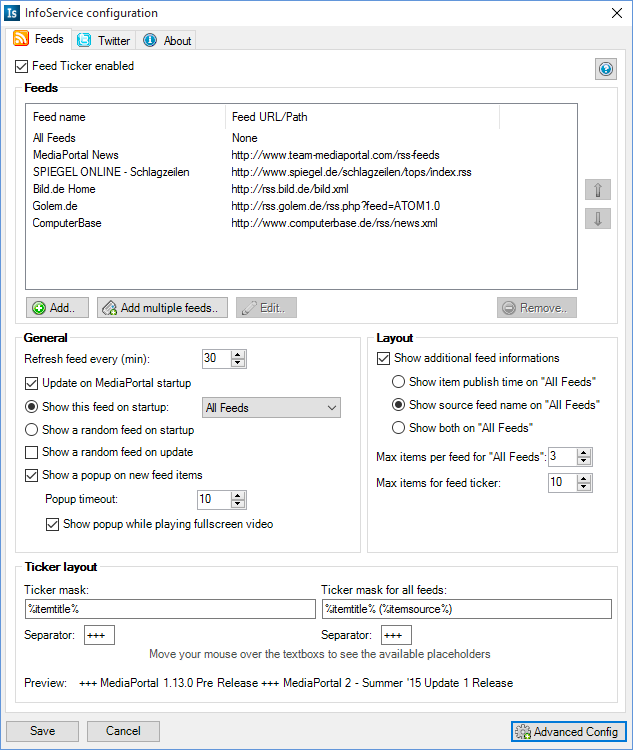 Is InfoService configuration
Feeds Twitter About
Feed Ticker enabled
Feeds
Feed name Feed URL/Path
All Feeds None
MediaPortal News http://www.team-mediaportal.com/rss-feeds
SPIEGEL ONLINE - Schlagzeilen http://www.spiegel.de/schlagzeilen/tops/index.rss
Bild.de Home http://rss.bild.de/bild.xml
Golem.de http://rss.golem.de/rss.php?feed=ATOM1.0
ComputerBase http://www.computerbase.de/rss/news.xml
Add.. Add multiple feeds.. Edit.. Remove..
General
Refresh feed every (min): 30
Update on MediaPortal startup
Show this feed on startup: All Feeds
Show a random feed on startup
Show a random feed on update
Show a popup on new feed items
Popup timeout: 10
Show popup while playing fullscreen video
Layout
Show additional feed informations
Show item publish time on "All Feeds"
Show source feed name on "All Feeds"
Show both on "All Feeds"
Max items per feed for "All Feeds": 3
Max items for feed ticker: 10
Ticker layout
Ticker mask: Ticker mask for all feeds:
%itemtitle% %itemtitle% (%itemsource%)
Separator: +++ Separator: +++
Move your mouse over the textboxs to see the available placeholders
Preview: +++ MediaPortal 1.13.0 Pre Release +++ MediaPortal 2 - Summer '15 Update 1 Release
Save Cancel Advanced Config